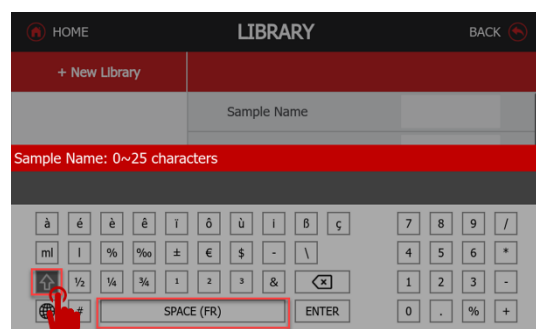 HOME LIBRARY BACK
+ New Library
Sample Name
Sample Name: 0~25 characters
à é è ê ï ô ù i ß ç 7 8 9 /
ml l % ‰ ± € $ - \ 4 5 6 *
½ ¼ ¾ ¹ ² ³ & 1 2 3 -
# SPACE (FR) ENTER 0 . % +